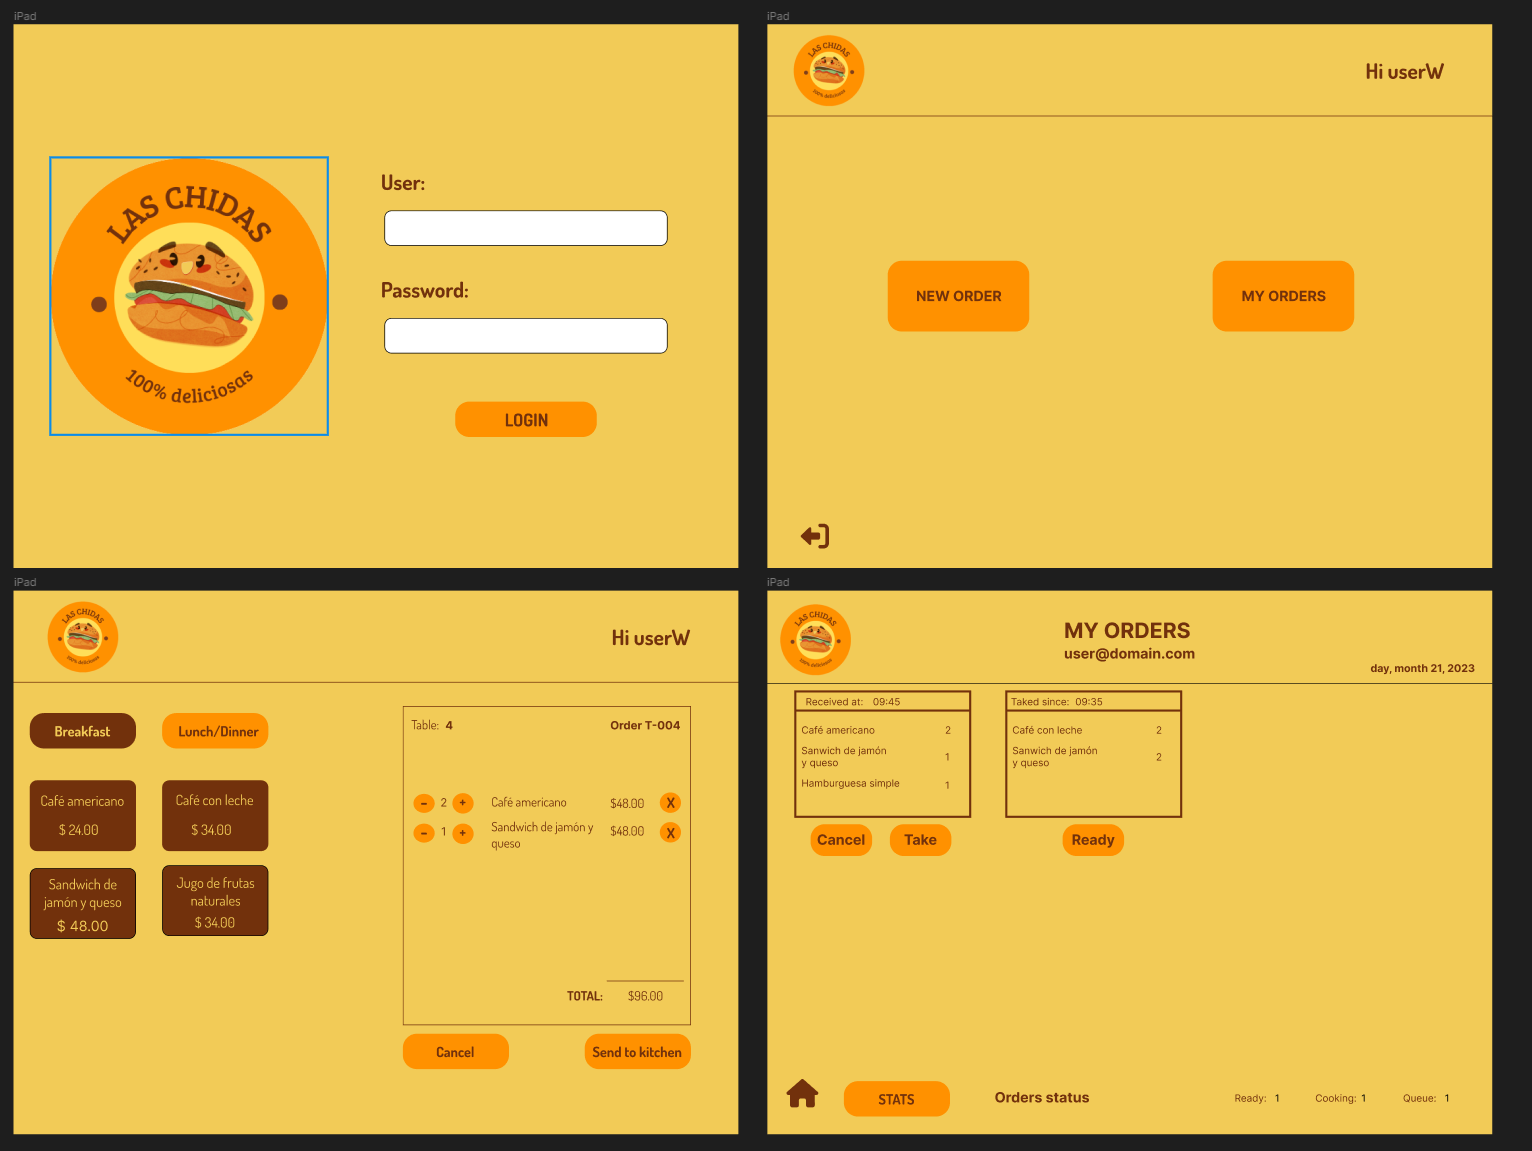 iPad
LAS CHIDAS
100% deliciosas
User:
Password:
LOGIN
iPad
LAS CHIDAS
100% deliciosas
Hi userW
NEW ORDER
MY ORDERS
iPad
LAS CHIDAS
100% deliciosas
Hi userW
Breakfast
Lunch/Dinner
Café americano
$ 24.00
Café con leche
$ 34.00
Sandwich de
jamón y queso
$ 48.00
Jugo de frutas
naturales
$ 34.00
Table: 4
Order T-004
- 2 + Café americano $48.00 X
- 1 + Sandwich de jamón y $48.00 X
queso
TOTAL: $96.00
Cancel
Send to kitchen
iPad
LAS CHIDAS
100% deliciosas
MY ORDERS
user@domain.com
day, month 21, 2023
Received at: 09:45
Café americano 2
Sanwich de jamón
y queso 1
Hamburguesa simple 1
Cancel
Take
Taked since: 09:35
Café con leche 2
Sanwich de jamón
y queso 2
Ready
STATS
Orders status
Ready: 1
Cooking: 1
Queue: 1